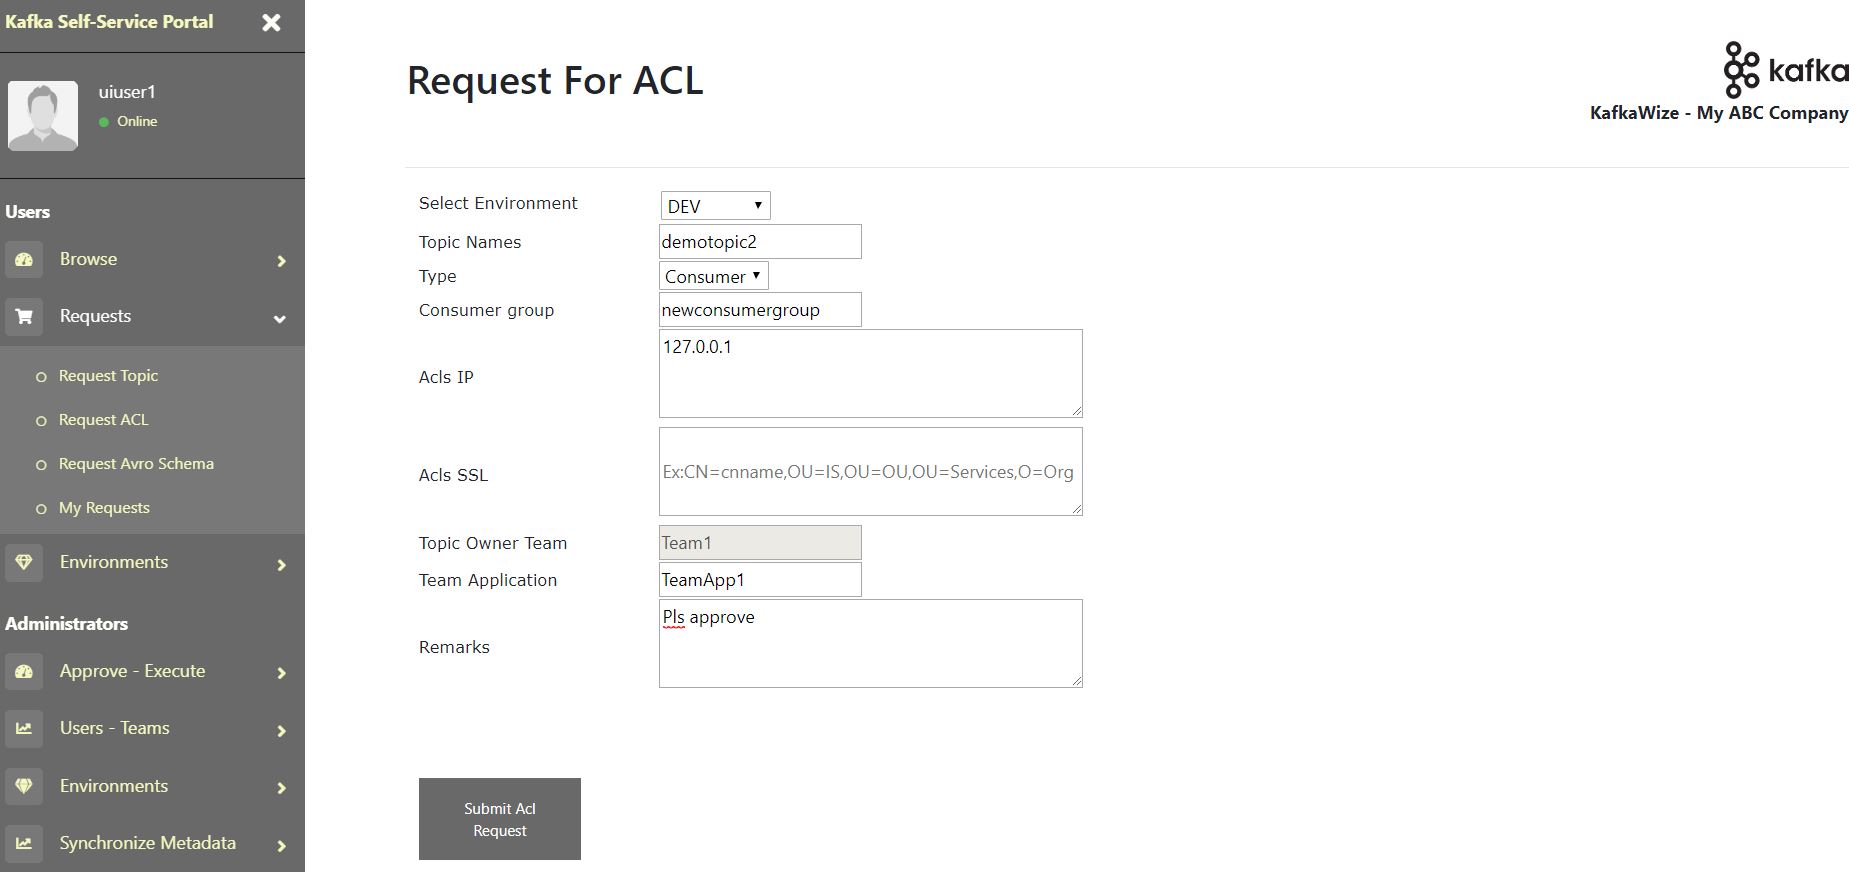 Kafka Self-Service Portal
uiuser1
Online
Users
Browse
Requests
Request Topic
Request ACL
Request Avro Schema
My Requests
Environments
Administrators
Approve - Execute
Users - Teams
Environments
Synchronize Metadata
Request For ACL
kafka
KafkaWize - My ABC Company
Select Environment DEV
Topic Names demotopic2
Type Consumer
Consumer group newconsumergroup
Acls IP 127.0.0.1
Acls SSL Ex:CN=cnname,OU=IS,OU=OU,OU=Services,O=Org
Topic Owner Team Team1
Team Application TeamApp1
Remarks Pls approve
Submit Acl
Request